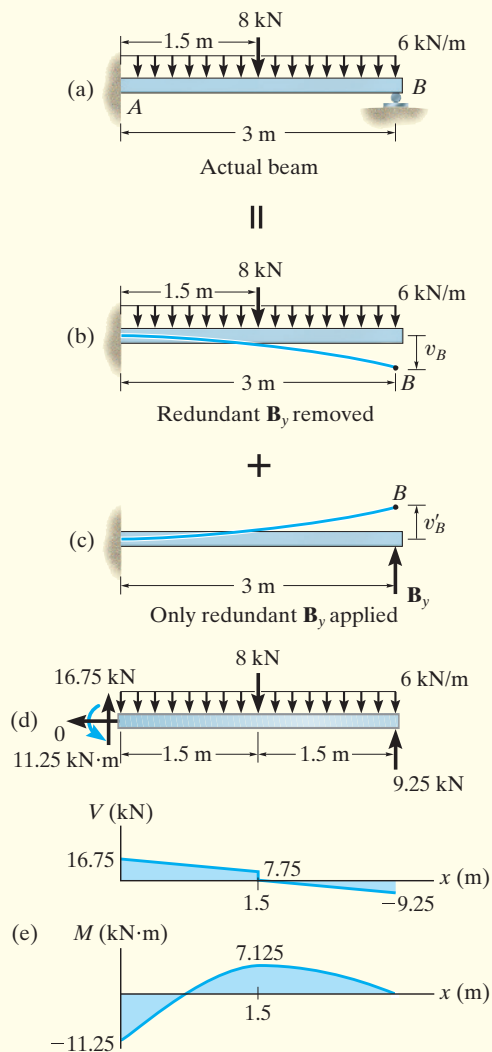 8 kN
1.5 m
6 kN/m
(a)
A
B
3 m
Actual beam
=
8 kN
1.5 m
6 kN/m
(b)
v_B
3 m
B
Redundant B_y removed
+
B
v′_B
(c)
3 m
B_y
Only redundant B_y applied
8 kN
16.75 kN
6 kN/m
(d)
0
11.25 kN·m
1.5 m
1.5 m
9.25 kN
V (kN)
16.75
7.75
x (m)
1.5
−9.25
(e)
M (kN·m)
7.125
x (m)
1.5
−11.25